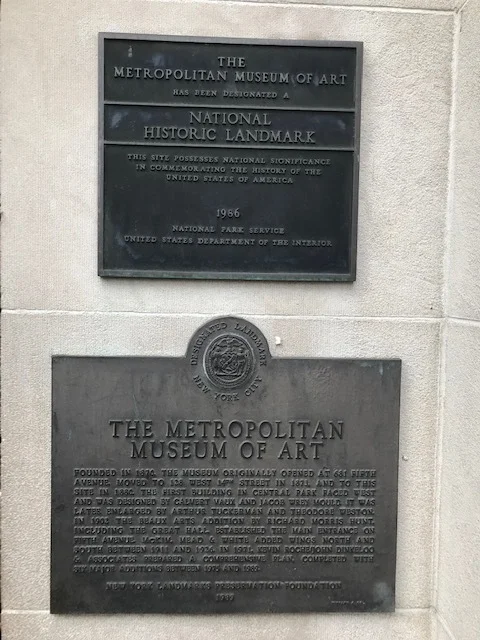 THE
METROPOLITAN MUSEUM OF ART
HAS BEEN DESIGNATED A
NATIONAL
HISTORIC LANDMARK
THIS SITE POSSESSES NATIONAL SIGNIFICANCE
IN COMMEMORATING THE HISTORY OF THE
UNITED STATES OF AMERICA
1986
NATIONAL PARK SERVICE
UNITED STATES DEPARTMENT OF THE INTERIOR
DESIGNATED LANDMARK
NEW YORK CITY
THE METROPOLITAN
MUSEUM OF ART
FOUNDED IN 1870, THE MUSEUM ORIGINALLY OPENED AT 681 FIFTH
AVENUE, MOVED TO 128 WEST 14TH STREET IN 1873, AND TO THIS
SITE IN 1880. THE FIRST BUILDING IN CENTRAL PARK FACED WEST
AND WAS DESIGNED BY CALVERT VAUX AND JACOB WREY MOULD. IT WAS
LATER ENLARGED BY ARTHUR TUCKERMAN AND THEODORE WESTON.
IN 1902 THE BEAUX ARTS ADDITION BY RICHARD MORRIS HUNT,
INCLUDING THE GREAT HALL, ESTABLISHED THE MAIN ENTRANCE ON
FIFTH AVENUE. MCKIM, MEAD & WHITE ADDED WINGS NORTH AND
SOUTH BETWEEN 1911 AND 1926. IN 1971, KEVIN ROCHE JOHN DINKELOO
& ASSOCIATES PREPARED A COMPREHENSIVE PLAN, COMPLETED WITH
SIX MAJOR ADDITIONS BETWEEN 1975 AND
NEW YORK LANDMARKS PRESERVATION FOUNDATION